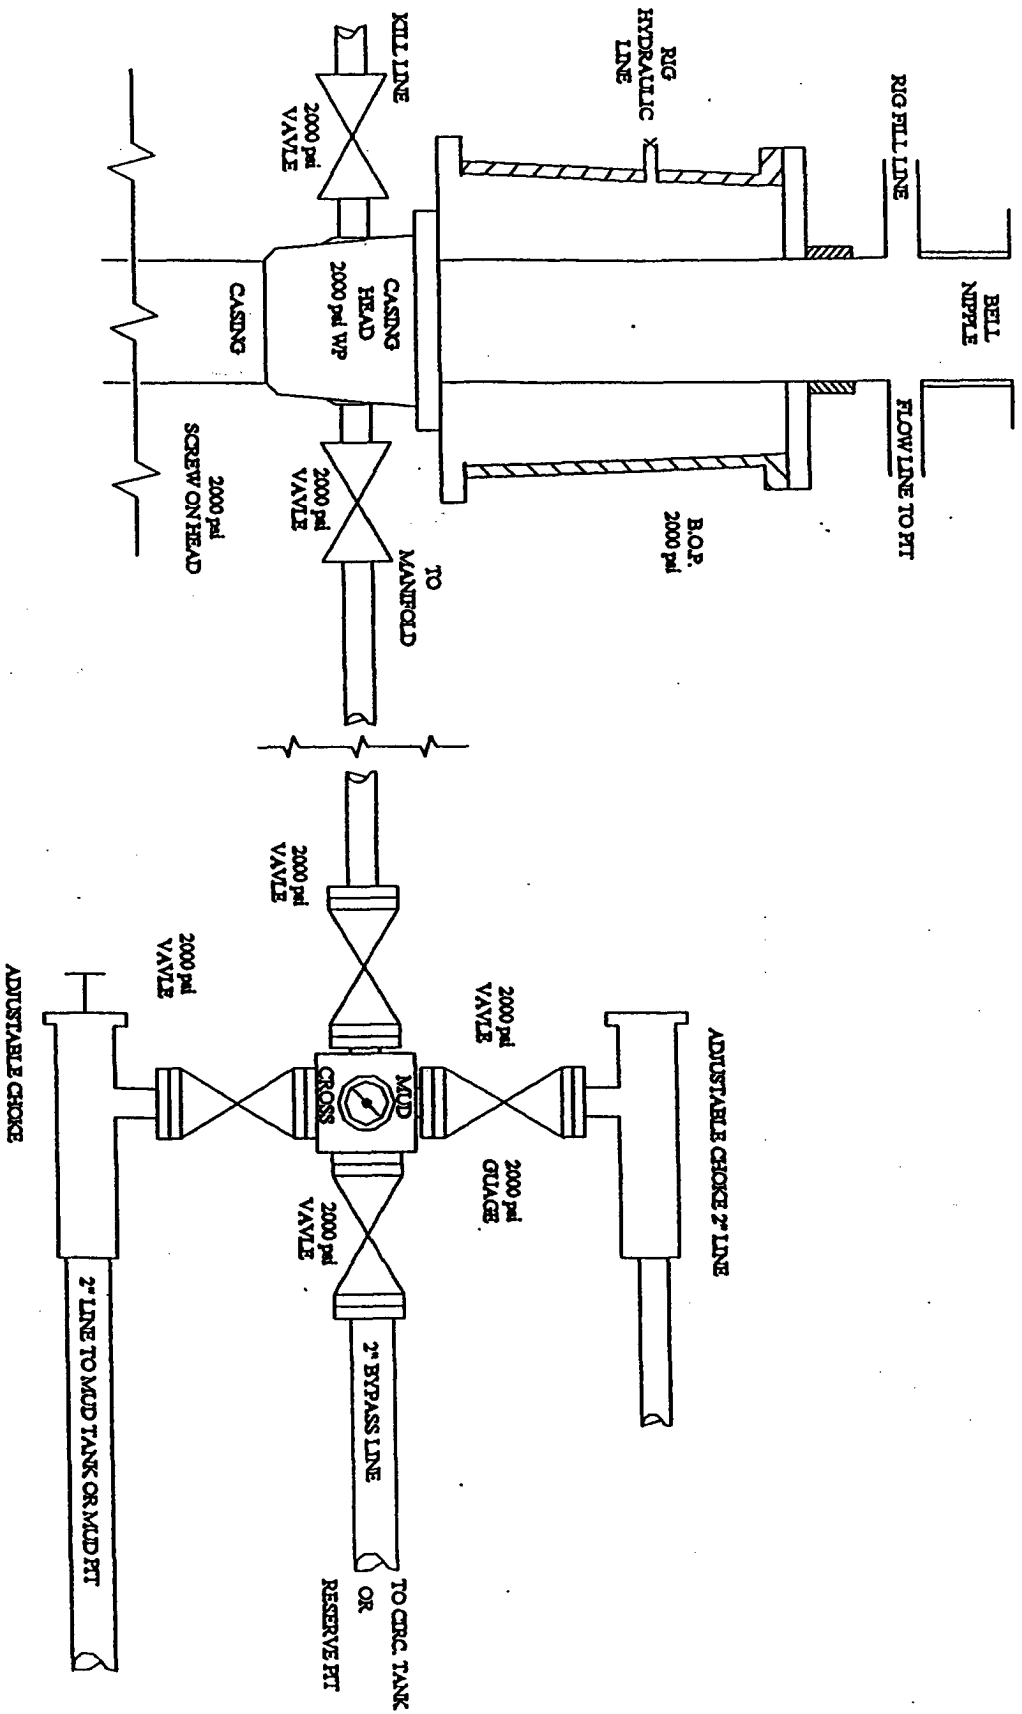 BELL
NIPPLE
RIG FILL LINE
FLOW LINE TO PIT
RIG
HYDRAULIC
LINE
B.O.P.
2000 psi
KILL LINE
2000 psi
VAVLE
CASING
HEAD
2000 psi WP
2000 psi
VAVLE
TO
MANIFOLD
CASING
2000 psi
SCREW ON HEAD
ADJUSTABLE CHOKE 2" LINE
2000 psi
VAVLE
2000 psi
GUAGE
2000 psi
VAVLE
MUD
CROSS
2000 psi
VAVLE
2" BYPASS LINE
TO CIRC. TANK
OR
RESERVE PIT
2000 psi
VAVLE
2" LINE TO MUD TANK OR MUD PIT
ADJUSTABLE CHOKE